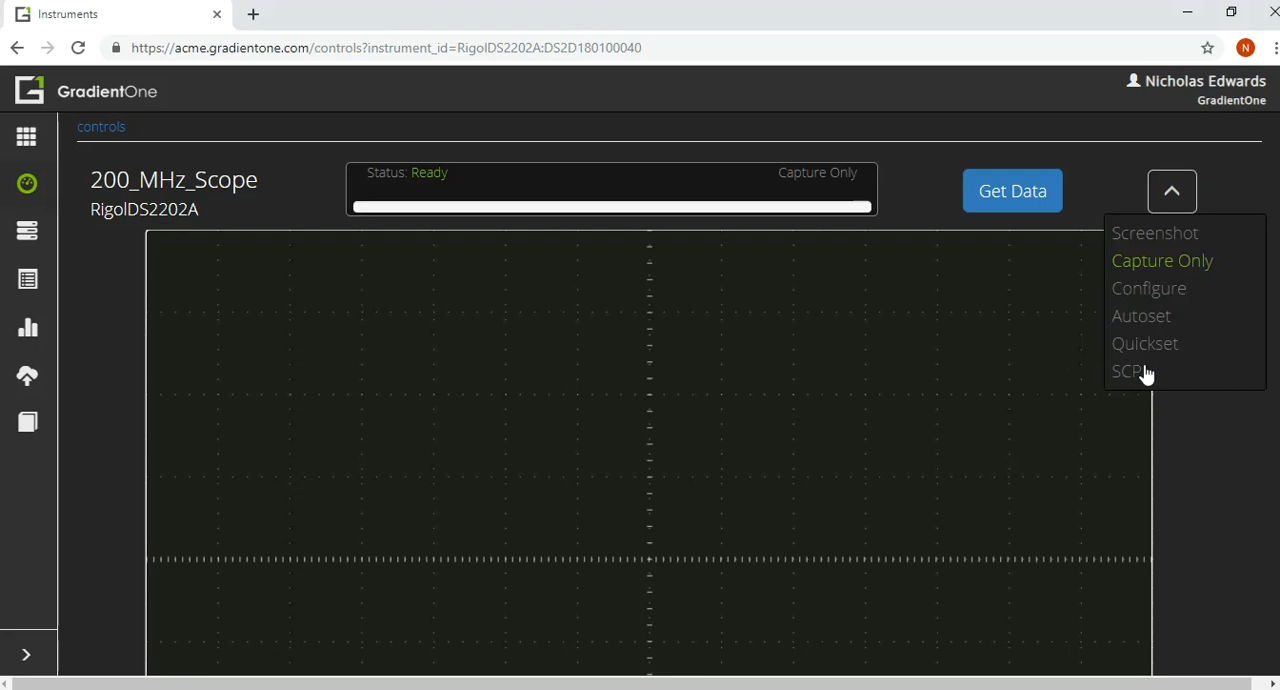 Instruments
https://acme.gradientone.com/controls?instrument_id=RigolDS2202A:DS2D180100040
N
GradientOne
Nicholas Edwards
GradientOne
controls
200_MHz_Scope
RigolDS2202A
Status: Ready
Capture Only
Get Data
Screenshot
Capture Only
Configure
Autoset
Quickset